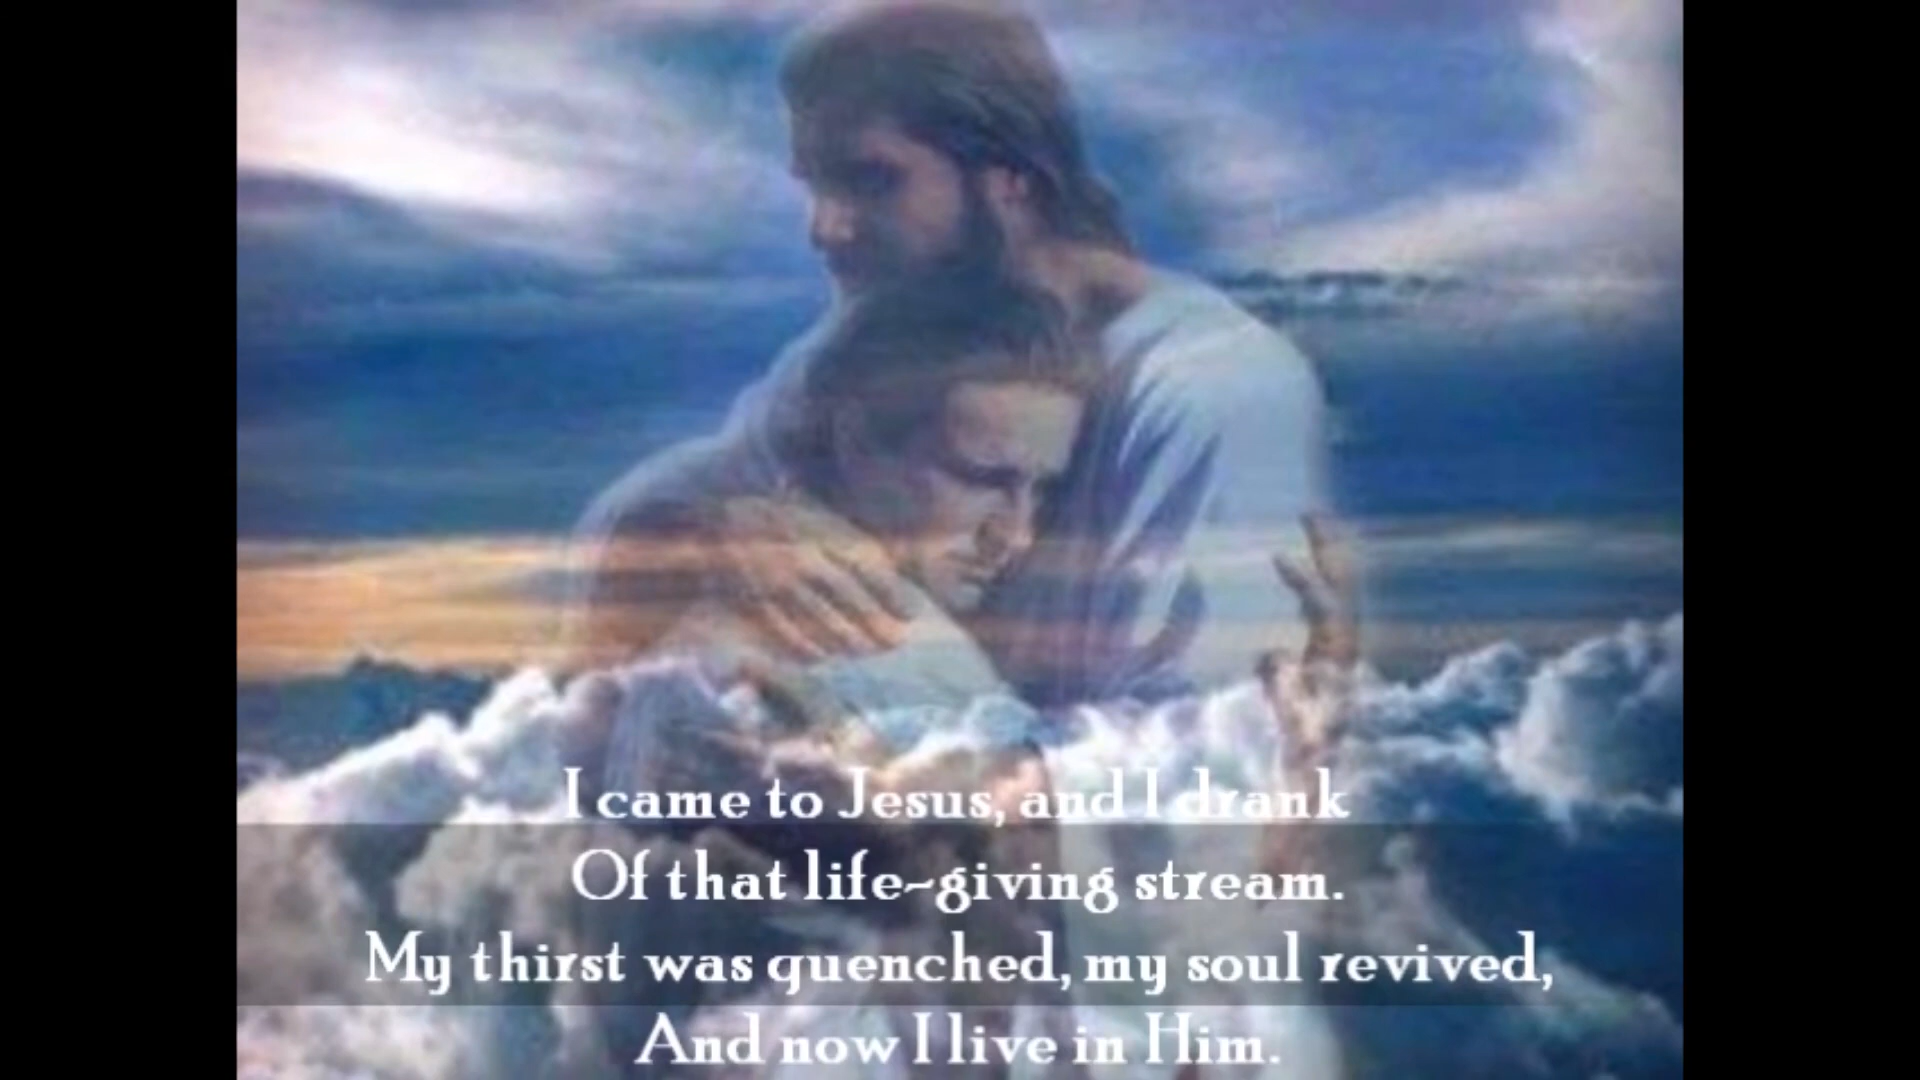 I came to Jesus, and I drank
Of that life-giving stream.
My thirst was quenched, my soul revived,
And now I live in Him.